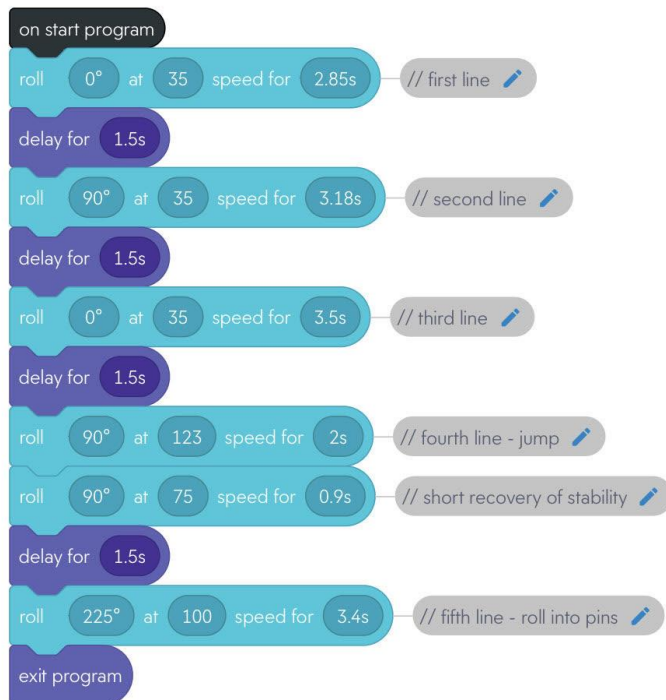 on start program
roll 0° at 35 speed for 2.85s // first line
delay for 1.5s
roll 90° at 35 speed for 3.18s // second line
delay for 1.5s
roll 0° at 35 speed for 3.5s // third line
delay for 1.5s
roll 90° at 123 speed for 2s // fourth line - jump
roll 90° at 75 speed for 0.9s // short recovery of stability
delay for 1.5s
roll 225° at 100 speed for 3.4s // fifth line - roll into pins
exit program